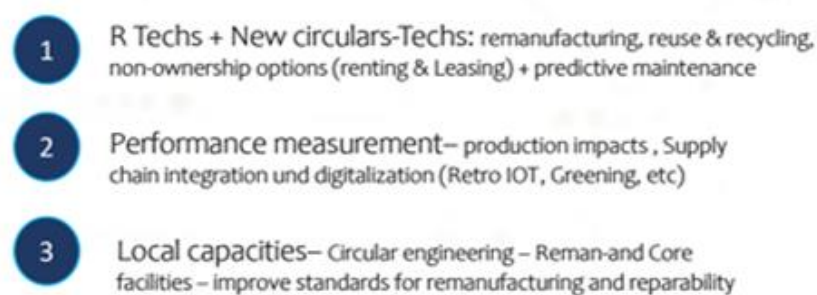 1
R Techs + New circulars-Techs: remanufacturing, reuse & recycling,
non-ownership options (renting & Leasing) + predictive maintenance
2
Performance measurement– production impacts , Supply
chain integration und digitalization (Retro IOT, Greening, etc)
3
Local capacities– Circular engineering – Reman-and Core
facilities – improve standards for remanufacturing and reparability